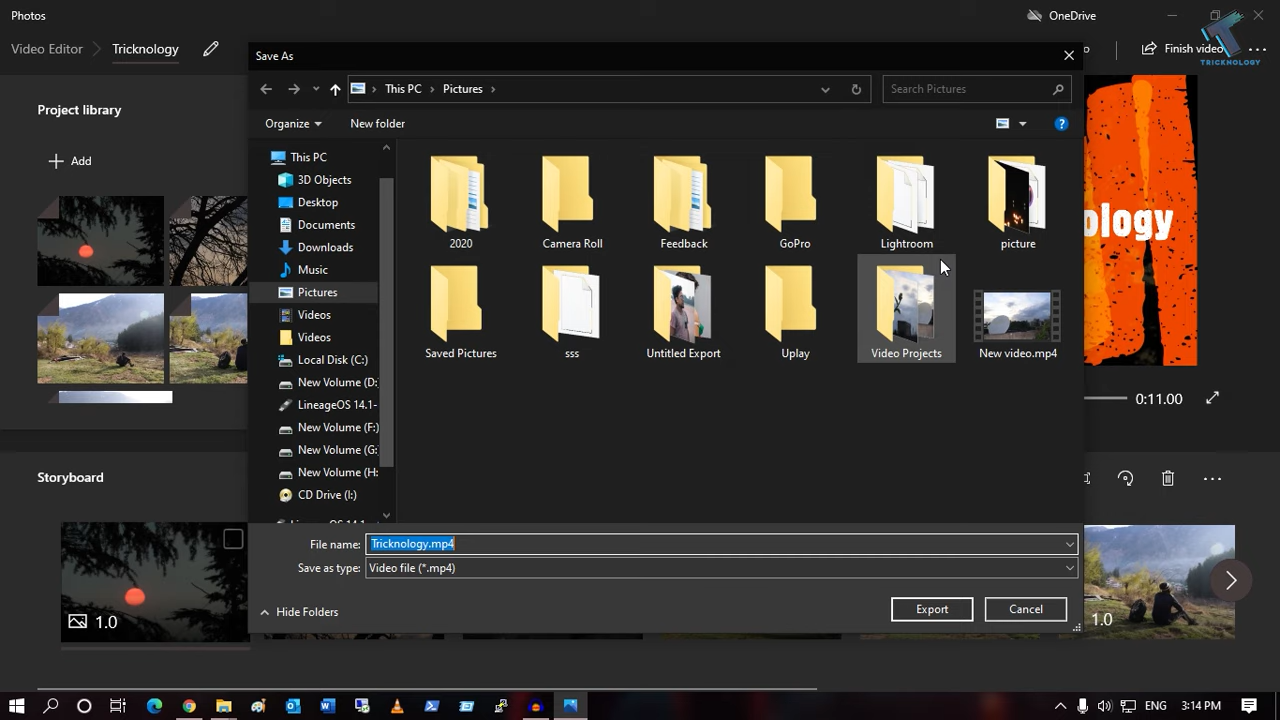 Photos
OneDrive
Video Editor
Tricknology
Finish video
TRICKNOLOGY
Save As
This PC
Pictures
Search Pictures
Organize
New folder
Project library
Add
This PC
3D Objects
Desktop
Documents
Downloads
Music
Pictures
Videos
Videos
Local Disk (C:)
New Volume (D:
LineageOS 14.1-
New Volume (F:)
New Volume (G:
New Volume (H:
CD Drive (I:)
2020
Camera Roll
Feedback
GoPro
Lightroom
picture
Saved Pictures
sss
Untitled Export
Uplay
Video Projects
New video.mp4
ology
0:11.00
Storyboard
1.0
1.0
File name:
Tricknology.mp4
Save as type:
Video file (*.mp4)
Hide Folders
Export
Cancel
ENG
3:14 PM